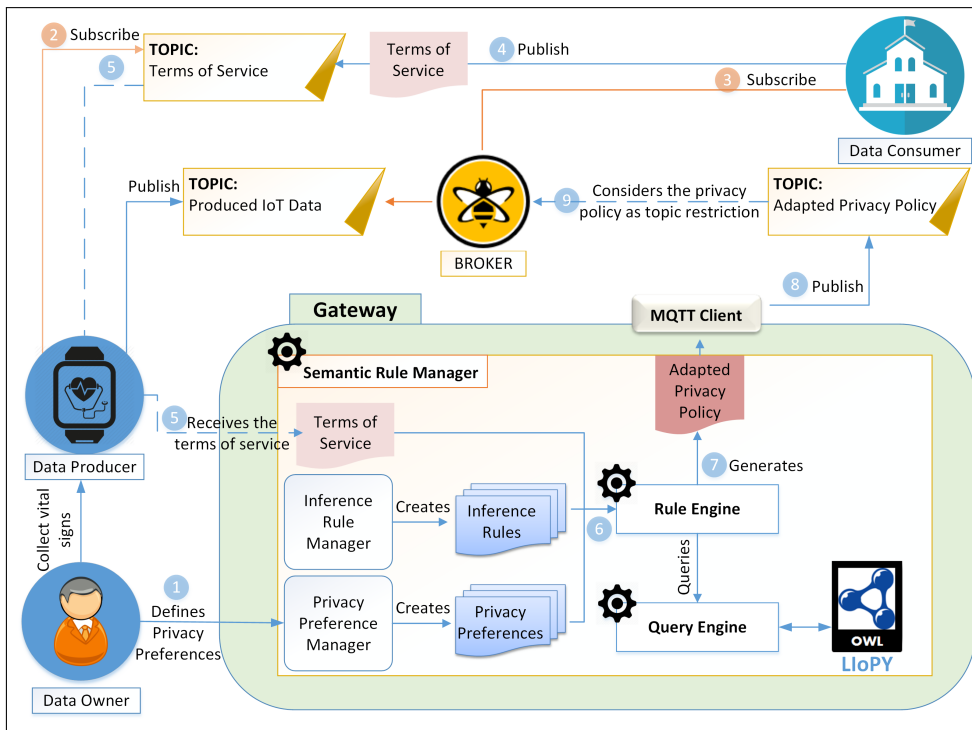 2 Subscribe
TOPIC:
Terms of Service
5
Terms of
Service
4 Publish
3 Subscribe
Data Consumer
Publish
TOPIC:
Produced IoT Data
BROKER
Considers the privacy
9
policy as topic restriction
TOPIC:
Adapted Privacy Policy
8 Publish
Gateway
MQTT Client
Semantic Rule Manager
Adapted
Privacy
Policy
Data Producer
5 Receives the
terms of service
Terms of
Service
7 Generates
Inference
Rule
Manager
Creates
Inference
Rules
6
Rule Engine
Collect vital
signs
Queries
1
Defines
Privacy
Preferences
Privacy
Preference
Manager
Creates
Privacy
Preferences
Query Engine
OWL
LIoPY
Data Owner